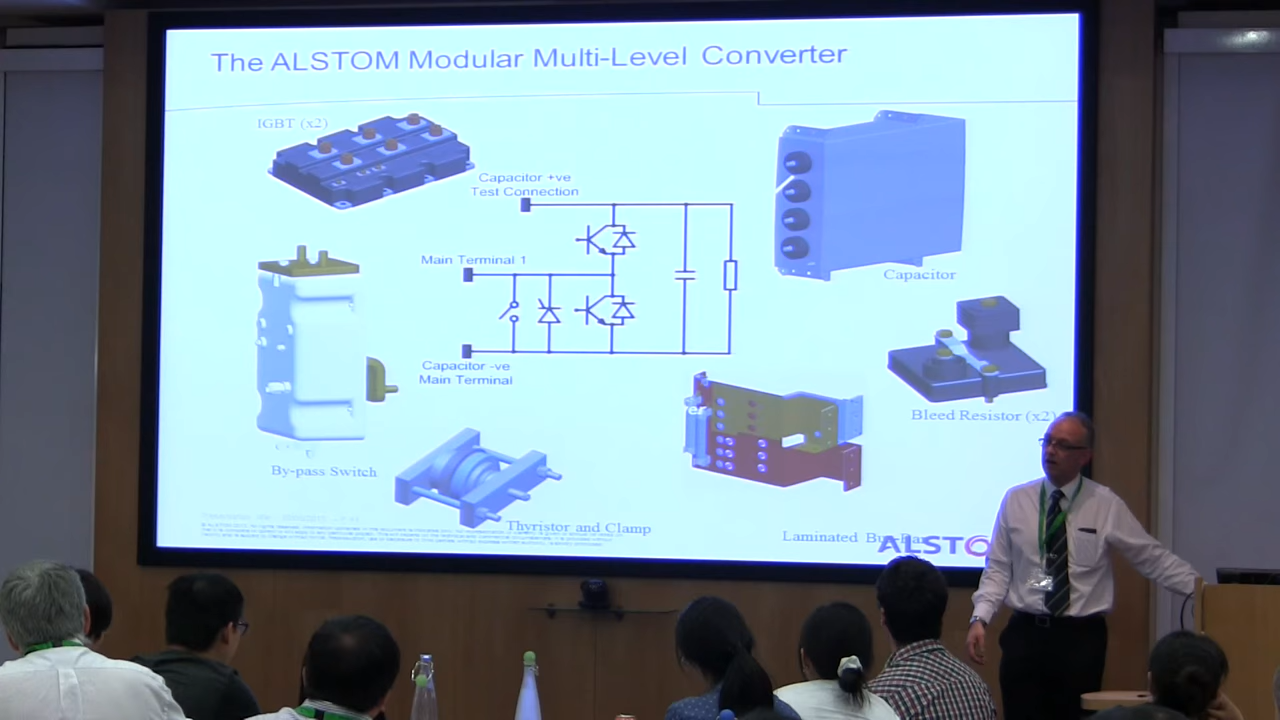 The ALSTOM Modular Multi-Level Converter
IGBT (x2)
Capacitor +ve
Test Connection
Main Terminal 1
Capacitor
Capacitor -ve
Main Terminal
Bleed Resistor (x2)
By-pass Switch
Thyristor and Clamp
Laminated
ALSTO